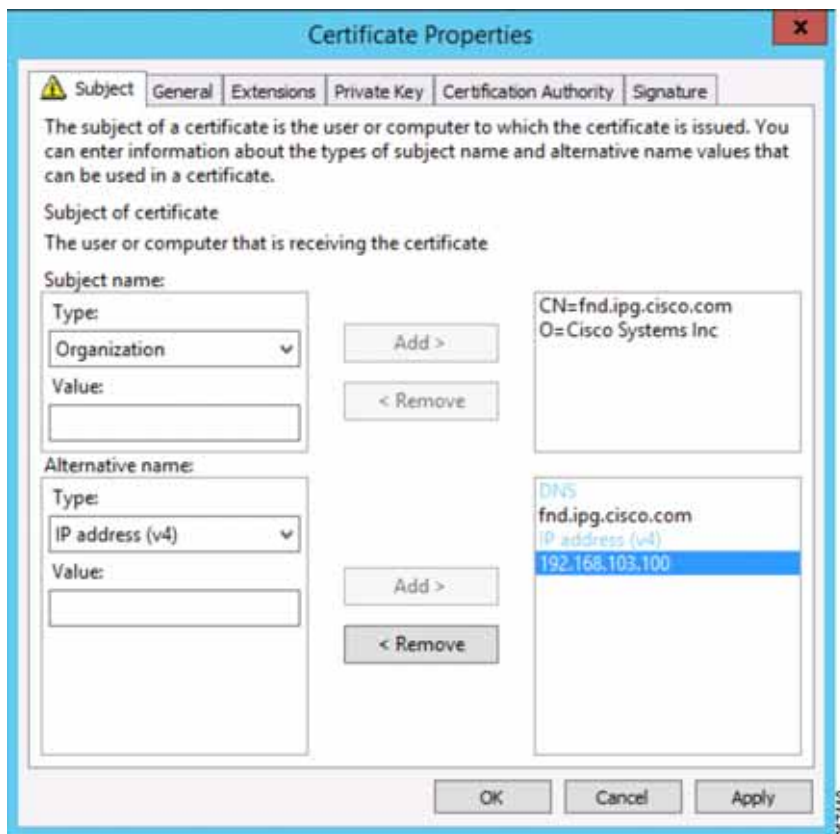 Certificate Properties
x
Subject General Extensions Private Key Certification Authority Signature
The subject of a certificate is the user or computer to which the certificate is issued. You
can enter information about the types of subject name and alternative name values that
can be used in a certificate.
Subject of certificate
The user or computer that is receiving the certificate
Subject name:
Type:
Organization
Value:
Add >
< Remove
CN=fnd.ipg.cisco.com
O=Cisco Systems Inc
Alternative name:
Type:
IP address (v4)
Value:
Add >
< Remove
DNS
fnd.ipg.cisco.com
IP address (v4)
192.168.103.100
OK Cancel Apply